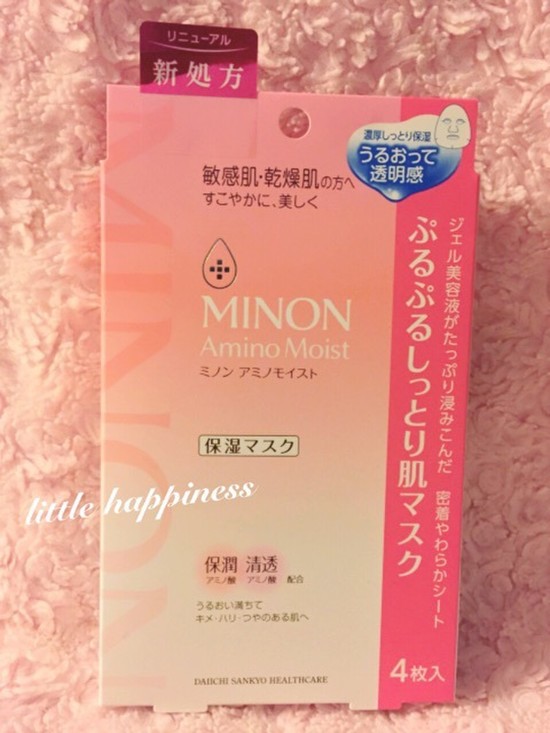 リニューアル
新処方
濃厚しっとり保湿
うるおって
透明感
敏感肌・乾燥肌の方へ
すこやかに、美しく
MINON
Amino Moist
ミノン アミノモイスト
保湿マスク
ジェル美容液がたっぷり浸みこんだ 密着やわらかシート
ぷるぷるしっとり肌マスク
little happiness
保潤 清透
アミノ酸 アミノ酸 配合
うるおい満ちて
キメ・ハリ・つやのある肌へ
DAIICHI SANKYO HEALTHCARE
4枚入
MINON